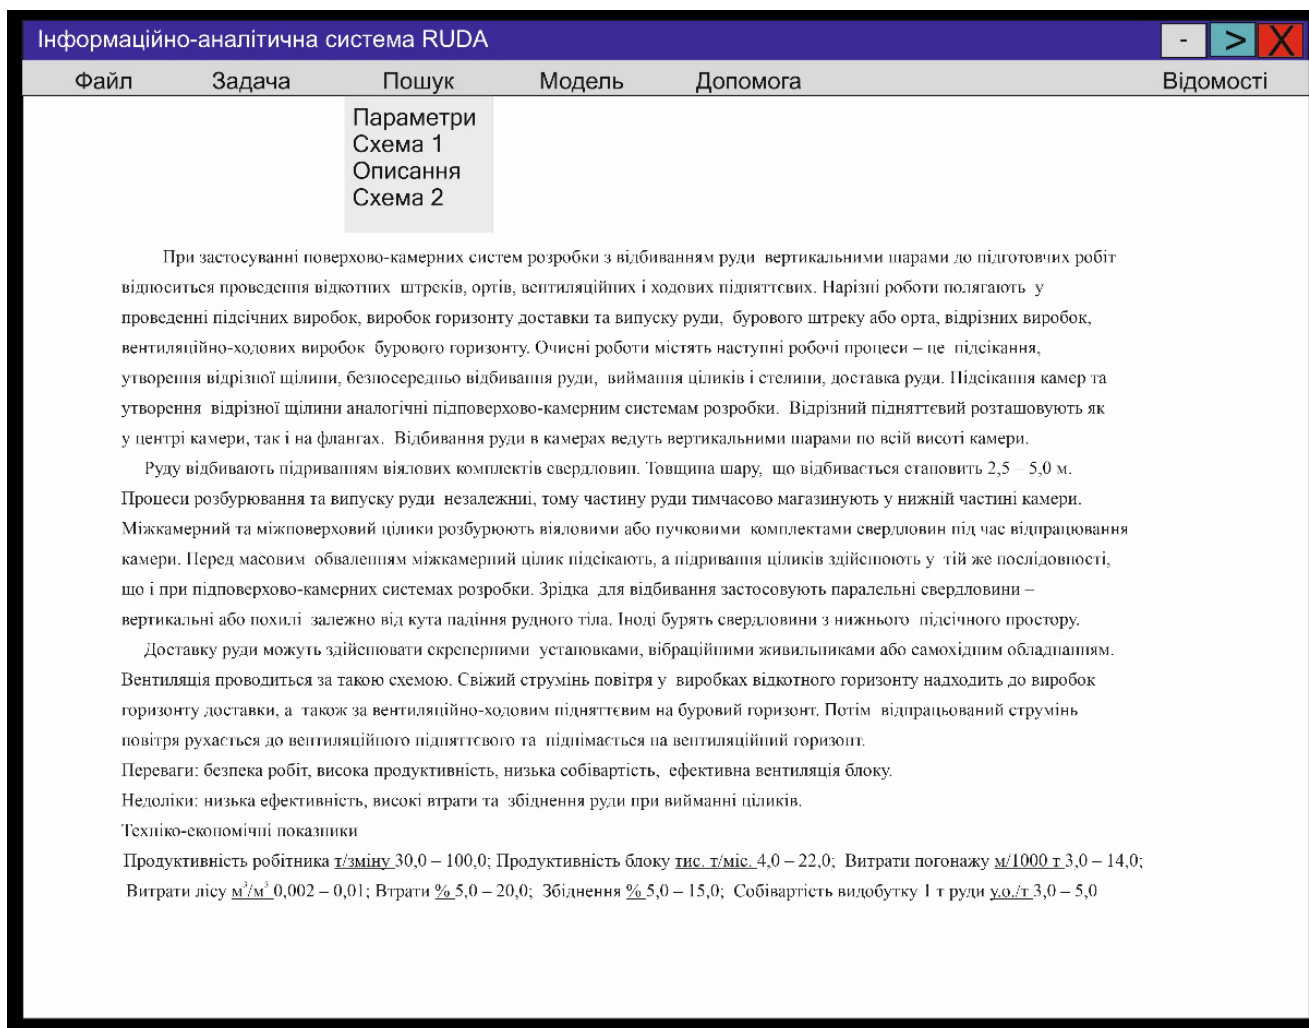 Інформаційно-аналітична система RUDA
- > X
Файл Задача Пошук Модель Допомога Відомості
Параметри
Схема 1
Описання
Схема 2
При застосуванні поверхово-камерних систем розробки з відбиванням руди вертикальними шарами до підготовчих робіт
відноситься проведення відкотних штреків, ортів, вентиляційних і ходових підняттєвих. Нарізні роботи полягають у
проведенні підсічних виробок, виробок горизонту доставки та випуску руди, бурового штреку або орта, відрізних виробок,
вентиляційно-ходових виробок бурового горизонту. Очисні роботи містять наступні робочі процеси – це підсікання,
утворення відрізної щілини, безпосередньо відбивання руди, виймання ціликів і стелини, доставка руди. Підсікання камер та
утворення відрізної щілини аналогічні підповерхово-камерним системам розробки. Відрізний підняттєвий розташовують як
у центрі камери, так і на флангах. Відбивання руди в камерах ведуть вертикальними шарами по всій висоті камери.
Руду відбивають підриванням віялових комплектів свердловин. Товщина шару, що відбивається становить 2,5 – 5,0 м.
Процеси розбурювання та випуску руди незалежниі, тому частину руди тимчасово магазинують у нижній частині камери.
Міжкамерний та міжповерховий цілики розбурюють віяловими або пучковими комплектами свердловин під час відпрацювання
камери. Перед масовим обваленням міжкамерний цілик підсікають, а підривання ціликів здійснюють у тій же послідовності,
що і при підповерхово-камерних системах розробки. Зрідка для відбивання застосовують паралельні свердловини –
вертикальні або похилі залежно від кута падіння рудного тіла. Іноді бурять свердловини з нижнього підсічного простору.
Доставку руди можуть здійснювати скреперними установками, вібраційними живильниками або самохідним обладнанням.
Вентиляція проводиться за такою схемою. Свіжий струмінь повітря у виробках відкотного горизонту надходить до виробок
горизонту доставки, а також за вентиляційно-ходовим підняттєвим на буровий горизонт. Потім відпрацьований струмінь
повітря рухається до вентиляційного підняттєвого та піднімається на вентиляційний горизонт.
Переваги: безпека робіт, висока продуктивність, низька собівартість, ефективна вентиляція блоку.
Недоліки: низька ефективність, високі втрати та збіднення руди при вийманні ціликів.
Техніко-економічні показники
Продуктивність робітника т/зміну 30,0 – 100,0; Продуктивність блоку тис. т/міс. 4,0 – 22,0; Витрати погонажу м/1000 т 3,0 – 14,0;
Витрати лісу м³/м³ 0,002 – 0,01; Втрати % 5,0 – 20,0; Збіднення % 5,0 – 15,0; Собівартість видобутку 1 т руди у.о./т 3,0 – 5,0